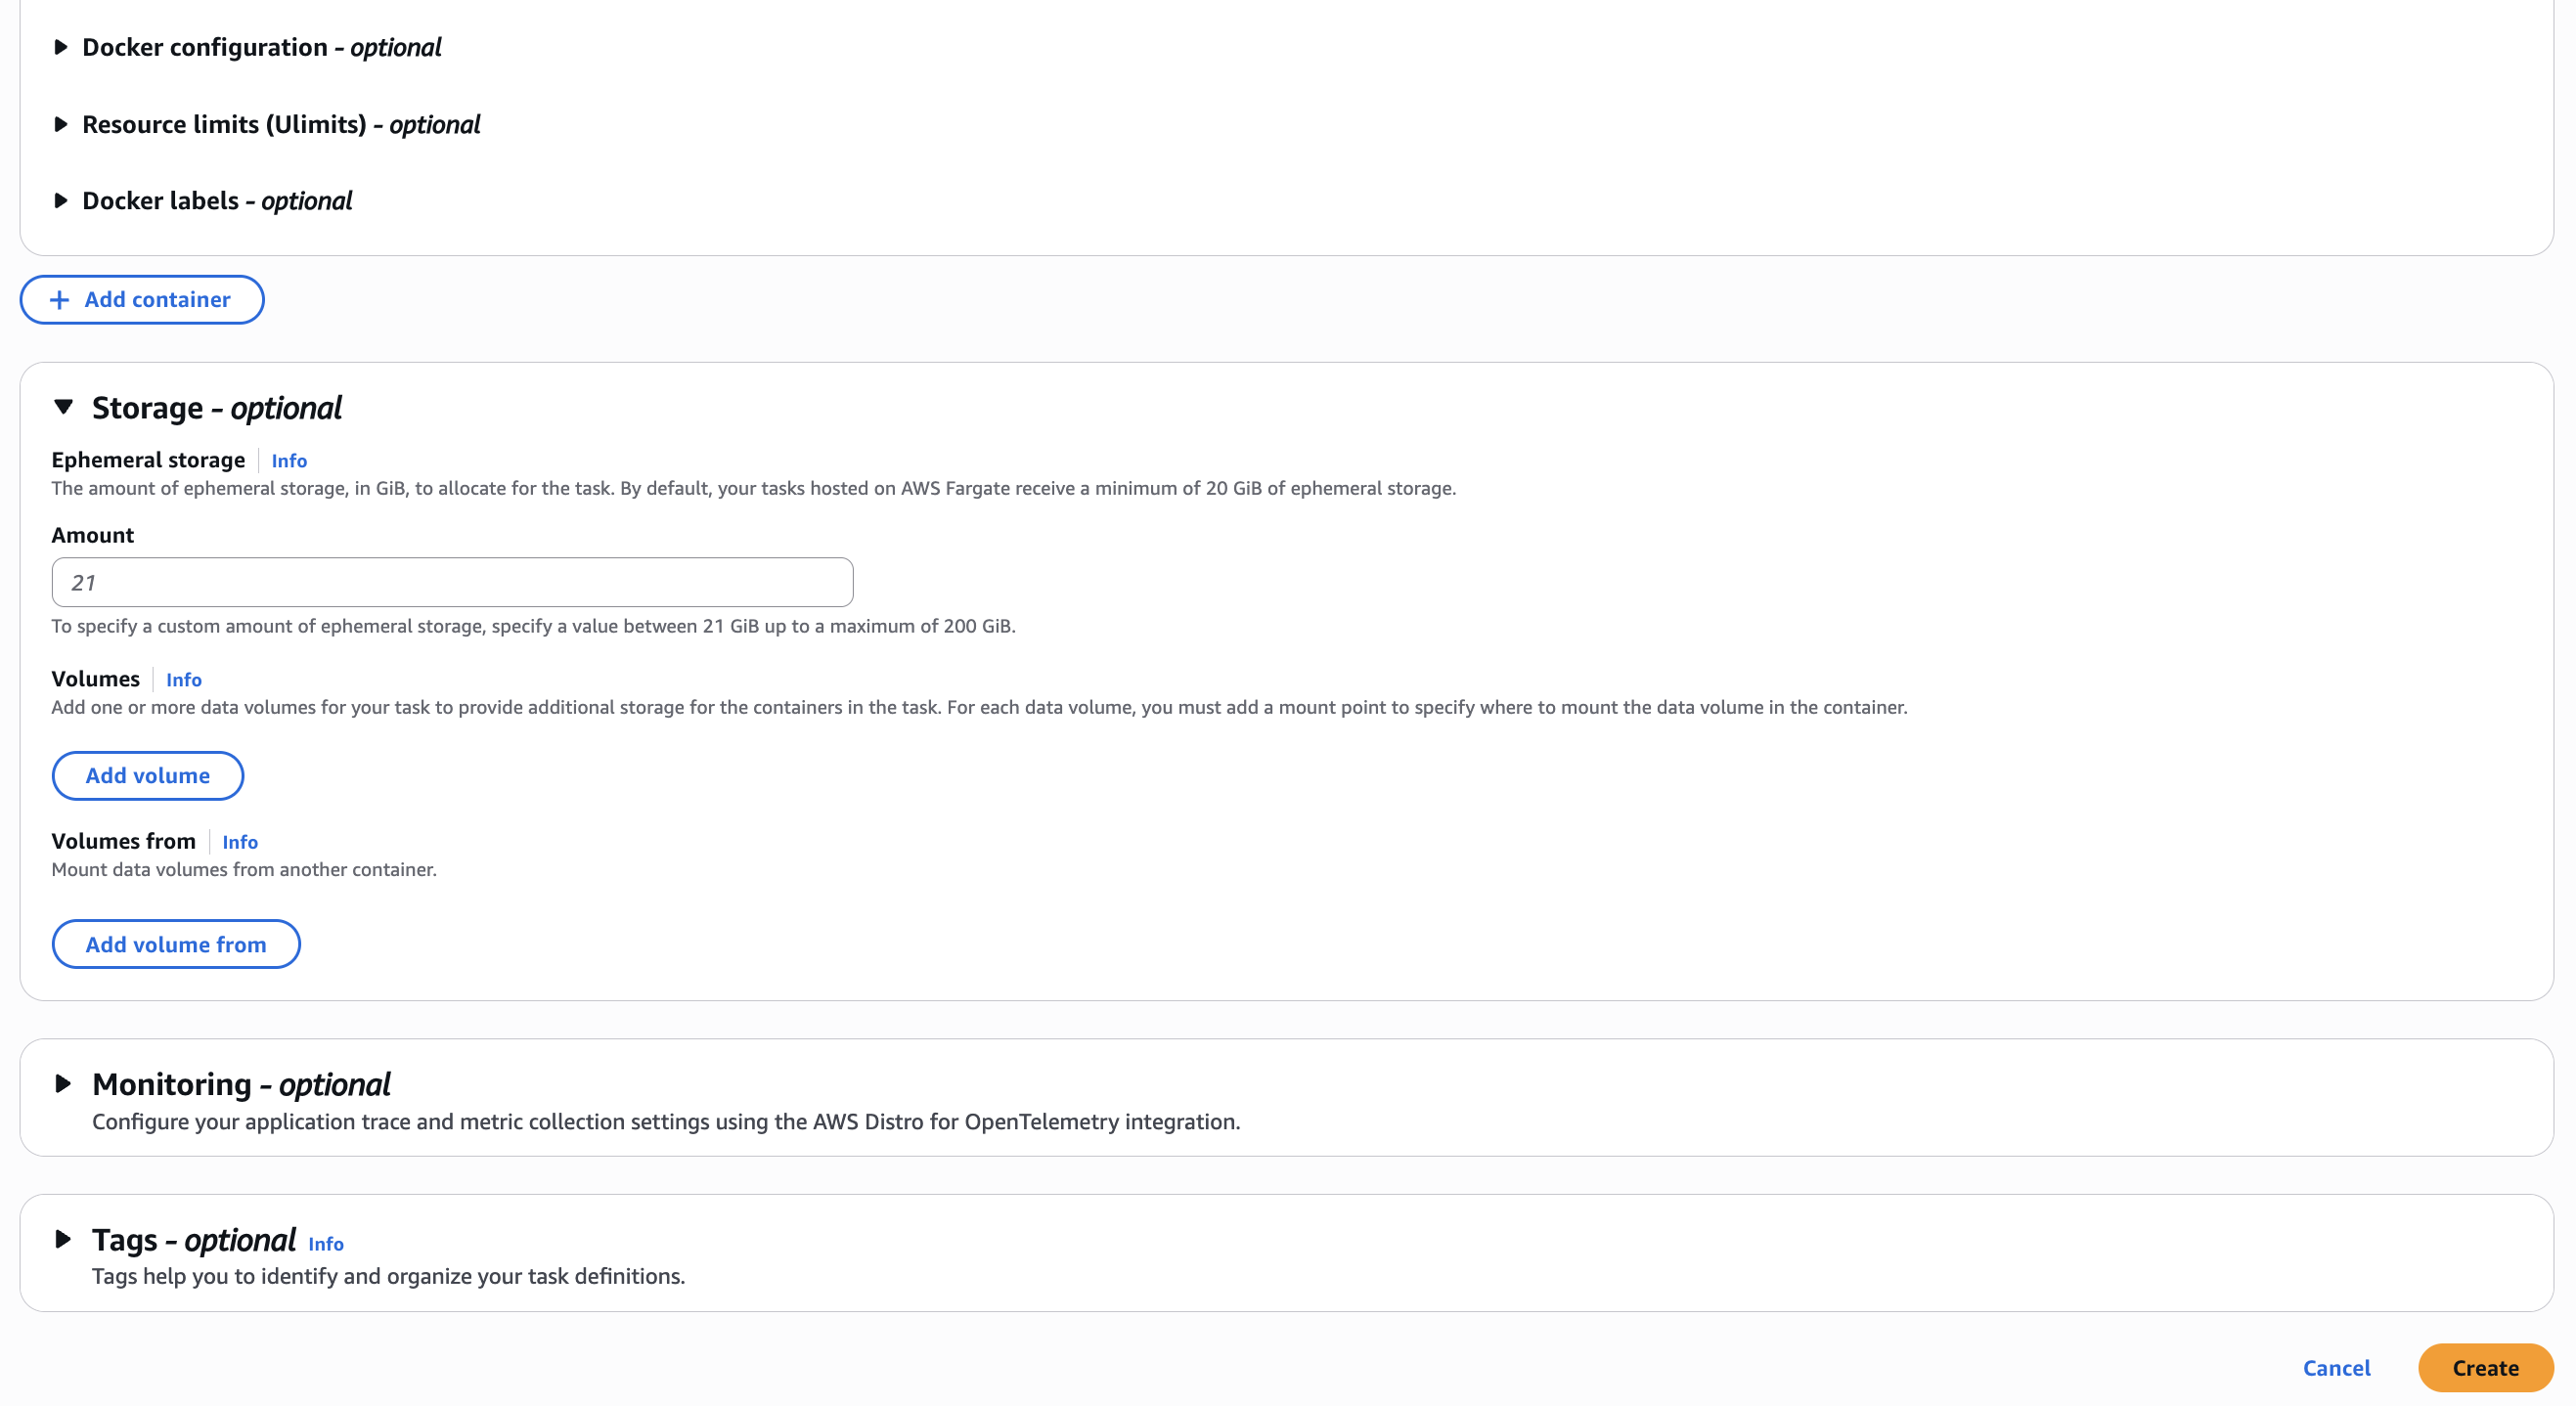 Docker configuration - optional
Resource limits (Ulimits) - optional
Docker labels - optional
Add container
Storage - optional
Ephemeral storage Info
The amount of ephemeral storage, in GiB, to allocate for the task. By default, your tasks hosted on AWS Fargate receive a minimum of 20 GiB of ephemeral storage.
Amount
21
To specify a custom amount of ephemeral storage, specify a value between 21 GiB up to a maximum of 200 GiB.
Volumes Info
Add one or more data volumes for your task to provide additional storage for the containers in the task. For each data volume, you must add a mount point to specify where to mount the data volume in the container.
Add volume
Volumes from Info
Mount data volumes from another container.
Add volume from
Monitoring - optional
Configure your application trace and metric collection settings using the AWS Distro for OpenTelemetry integration.
Tags - optional Info
Tags help you to identify and organize your task definitions.
Cancel Create